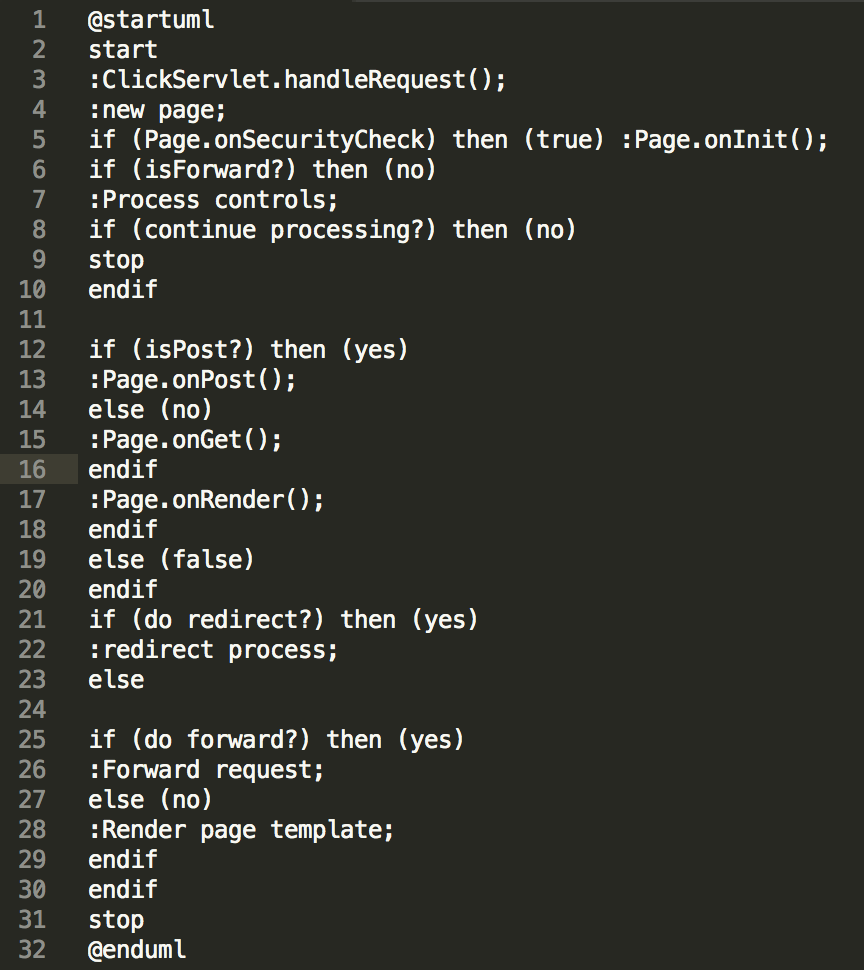 1 @startuml
2 start
3 :ClickServlet.handleRequest();
4 :new page;
5 if (Page.onSecurityCheck) then (true) :Page.onInit();
6 if (isForward?) then (no)
7 :Process controls;
8 if (continue processing?) then (no)
9 stop
10 endif
11
12 if (isPost?) then (yes)
13 :Page.onPost();
14 else (no)
15 :Page.onGet();
16 endif
17 :Page.onRender();
18 endif
19 else (false)
20 endif
21 if (do redirect?) then (yes)
22 :redirect process;
23 else
24
25 if (do forward?) then (yes)
26 :Forward request;
27 else (no)
28 :Render page template;
29 endif
30 endif
31 stop
32 @enduml